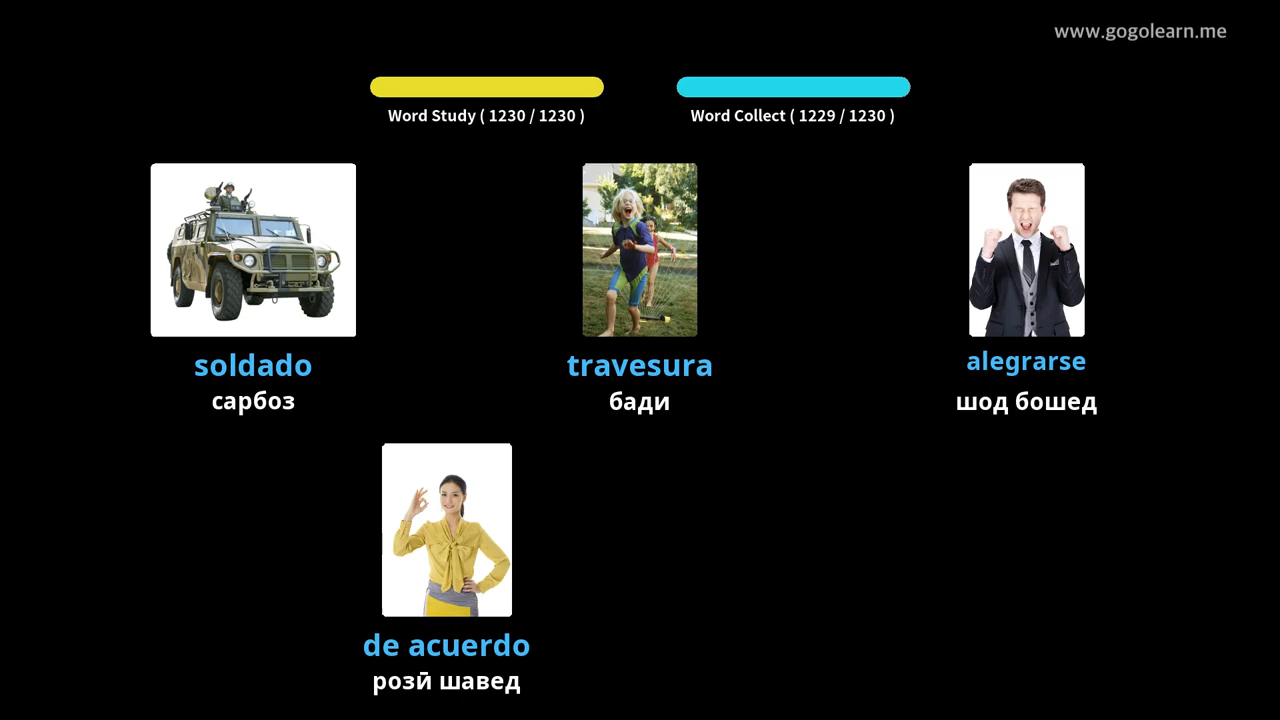 www.gogolearn.me
Word Study ( 1230 / 1230 )
Word Collect ( 1229 / 1230 )
soldado
сарбоз
travesura
бади
alegrarse
шод бошед
de acuerdo
розӣ шавед